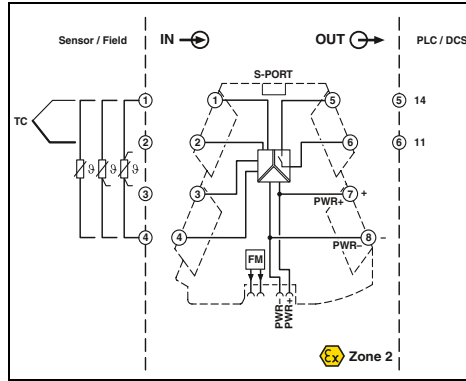 Sensor / Field
IN
OUT
PLC / DCS
S-PORT
TC
1
1
5
5
14
2
2
6
6
11
ϑ
ϑ
ϑ
3
3
7
+
PWR+
4
4
8
–
PWR–
FM
PWR–
PWR+
Ex
Zone 2